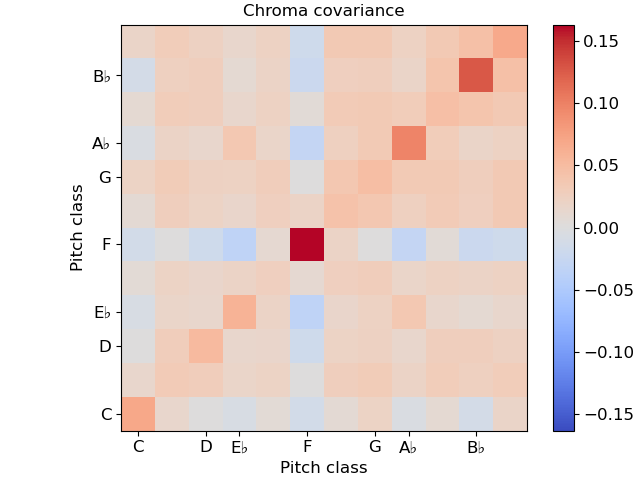 Chroma covariance
B♭
A♭
G
F
E♭
D
C
Pitch class
C
D
E♭
F
G
A♭
B♭
Pitch class
0.15
0.10
0.05
0.00
−0.05
−0.10
−0.15